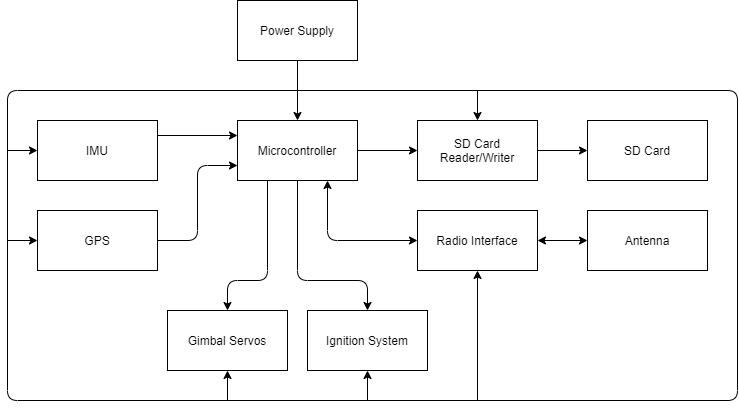 Power Supply
IMU
Microcontroller
SD Card
Reader/Writer
SD Card
GPS
Radio Interface
Antenna
Gimbal Servos
Ignition System